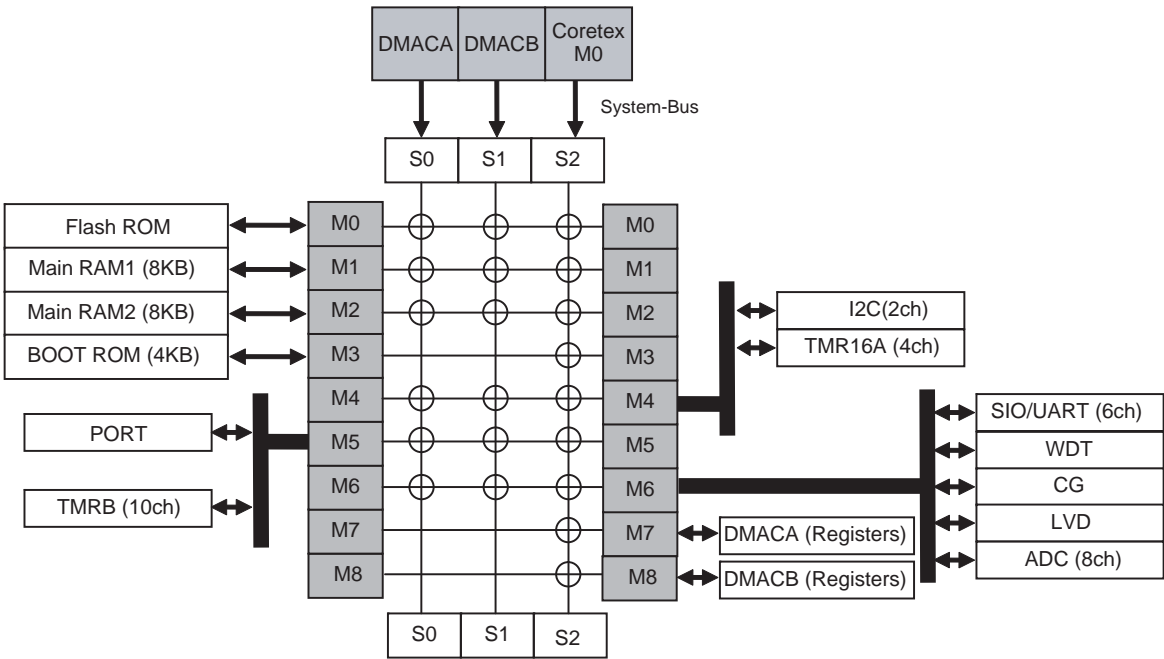 DMACA
DMACB
Coretex
M0
System-Bus
S0
S1
S2
Flash ROM
M0
M0
Main RAM1 (8KB)
M1
M1
Main RAM2 (8KB)
M2
M2
I2C(2ch)
BOOT ROM (4KB)
M3
M3
TMR16A (4ch)
M4
M4
SIO/UART (6ch)
PORT
M5
M5
WDT
M6
M6
CG
TMRB (10ch)
M7
M7
DMACA (Registers)
LVD
M8
M8
DMACB (Registers)
ADC (8ch)
S0
S1
S2